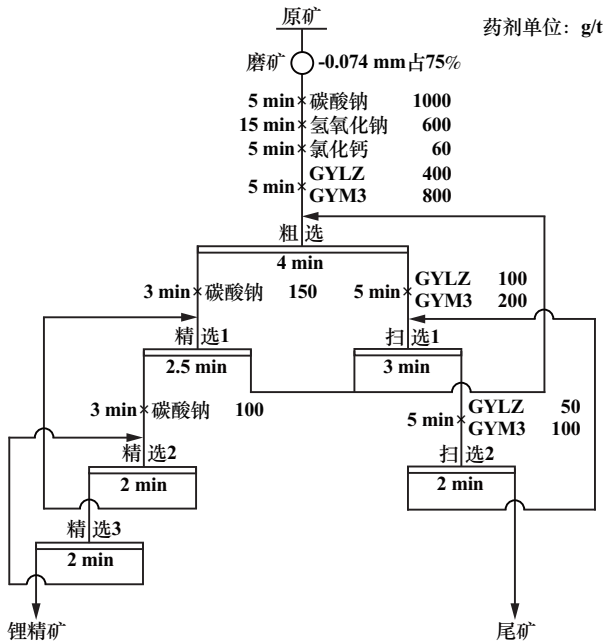 原矿
药剂单位：g/t
磨矿 -0.074 mm占75%
5 min 碳酸钠 1000
15 min 氢氧化钠 600
5 min 氯化钙 60
5 min GYLZ 400
GYM3 800
粗选
4 min
3 min 碳酸钠 150
5 min GYLZ 100
GYM3 200
精选1
2.5 min
扫选1
3 min
3 min 碳酸钠 100
5 min GYLZ 50
GYM3 100
精选2
2 min
扫选2
2 min
精选3
2 min
锂精矿
尾矿